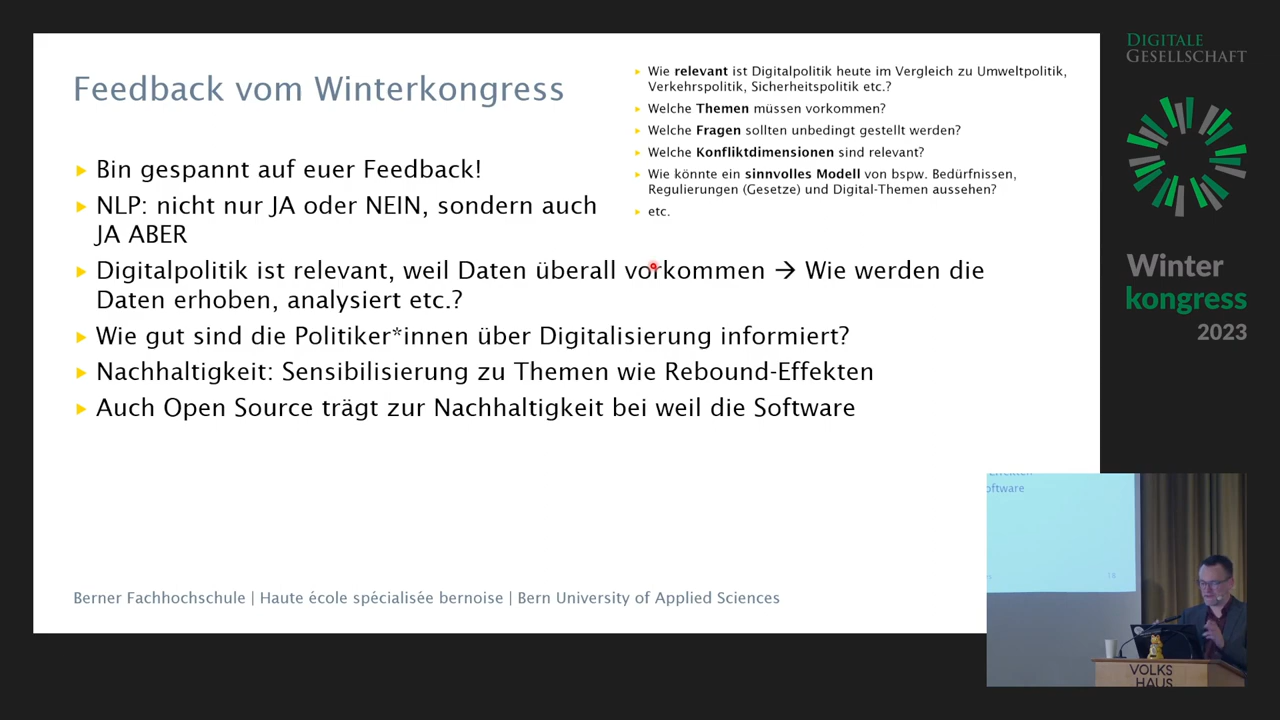 Feedback vom Winterkongress
Bin gespannt auf euer Feedback!
NLP: nicht nur JA oder NEIN, sondern auch
JA ABER
Digitalpolitik ist relevant, weil Daten überall vorkommen → Wie werden die
Daten erhoben, analysiert etc.?
Wie gut sind die Politiker*innen über Digitalisierung informiert?
Nachhaltigkeit: Sensibilisierung zu Themen wie Rebound-Effekten
Auch Open Source trägt zur Nachhaltigkeit bei weil die Software
Wie relevant ist Digitalpolitik heute im Vergleich zu Umweltpolitik,
Verkehrspolitik, Sicherheitspolitik etc.?
Welche Themen müssen vorkommen?
Welche Fragen sollten unbedingt gestellt werden?
Welche Konfliktdimensionen sind relevant?
Wie könnte ein sinnvolles Modell von bspw. Bedürfnissen,
Regulierungen (Gesetze) und Digital-Themen aussehen?
etc.
Berner Fachhochschule | Haute école spécialisée bernoise | Bern University of Applied Sciences
DIGITALE
GESELLSCHAFT
Winter
kongress
2023
oftware
18
VOLKS
HAUS